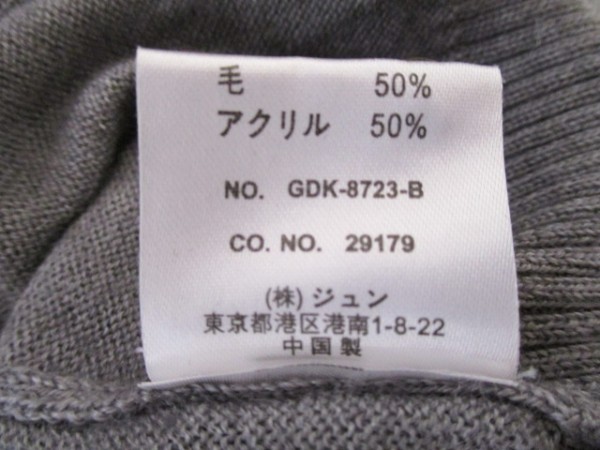 毛 50%
アクリル 50%
NO. GDK-8723-B
CO. NO. 29179
(株) ジュン
東京都港区港南1-8-22
中国製